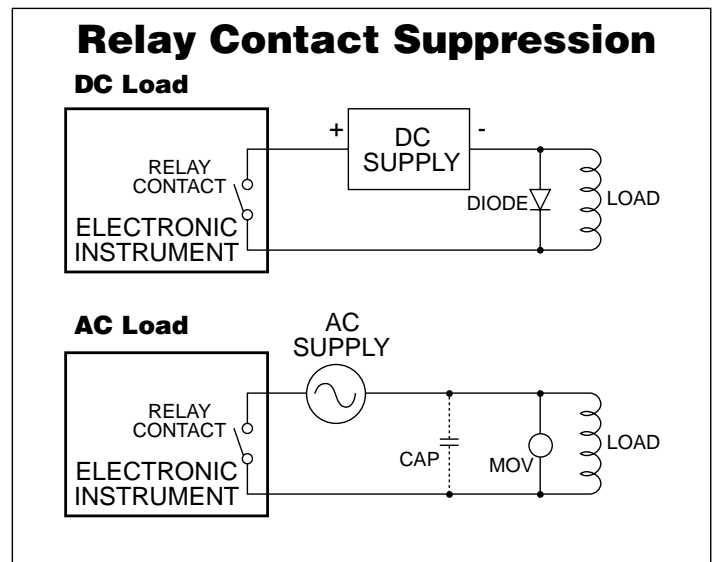 Relay Contact Suppression
DC Load
+
DC
SUPPLY
-
RELAY
CONTACT
DIODE
LOAD
ELECTRONIC
INSTRUMENT
AC Load
AC
SUPPLY
RELAY
CONTACT
CAP
MOV
LOAD
ELECTRONIC
INSTRUMENT